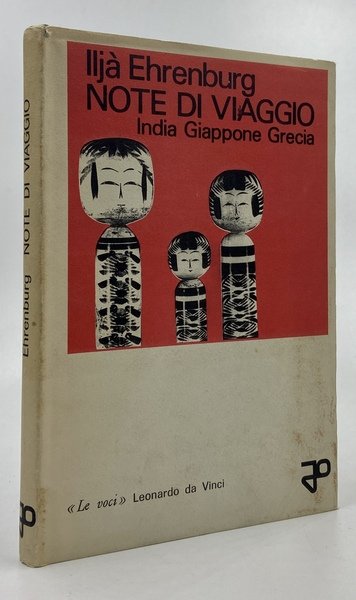 Iljà Ehrenburg
NOTE DI VIAGGIO
India Giappone Grecia
«Le voci» Leonardo da Vinci
Ehrenburg NOTE DI VIAGGIO